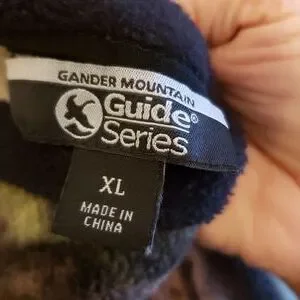 GANDER MOUNTAIN
Guide®
Series
XL
MADE IN
CHINA